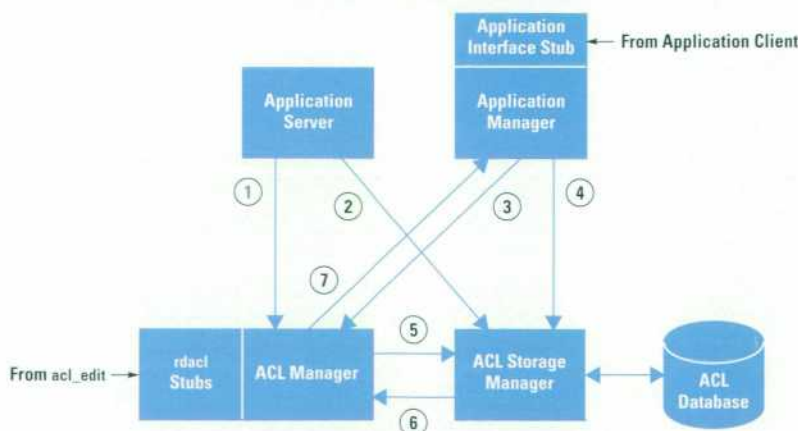 Application
Interface Stub
From Application Client
Application
Server
Application
Manager
1
2
3
4
7
5
From acl_edit
rdacl
Stubs
ACL Manager
ACL Storage
Manager
ACL
Database
6